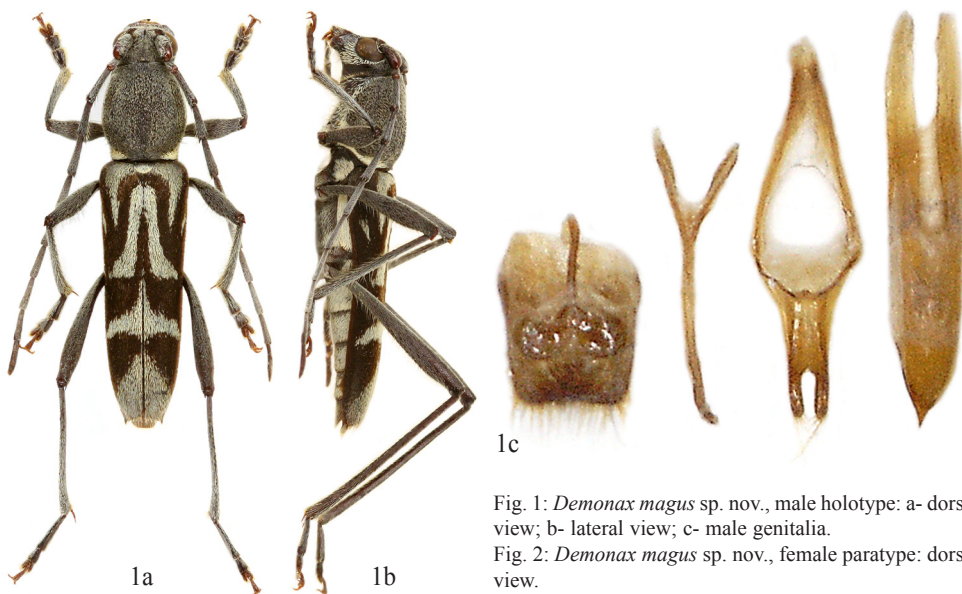 1a
1b
1c
Fig. 1: Demonax magus sp. nov., male holotype: a- dors
view; b- lateral view; c- male genitalia.
Fig. 2: Demonax magus sp. nov., female paratype: dors
view.